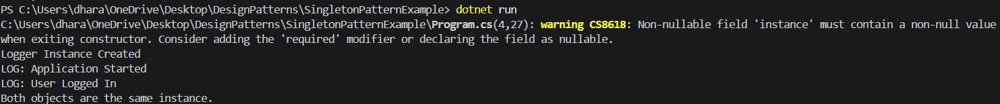 PS C:\Users\dhara\OneDrive\Desktop\DesignPatterns\SingletonPatternExample> dotnet run
C:\Users\dhara\OneDrive\Desktop\DesignPatterns\SingletonPatternExample\Program.cs(4,27): warning CS8618: Non-nullable field 'instance' must contain a non-null value
when exiting constructor. Consider adding the 'required' modifier or declaring the field as nullable.
Logger Instance Created
LOG: Application Started
LOG: User Logged In
Both objects are the same instance.